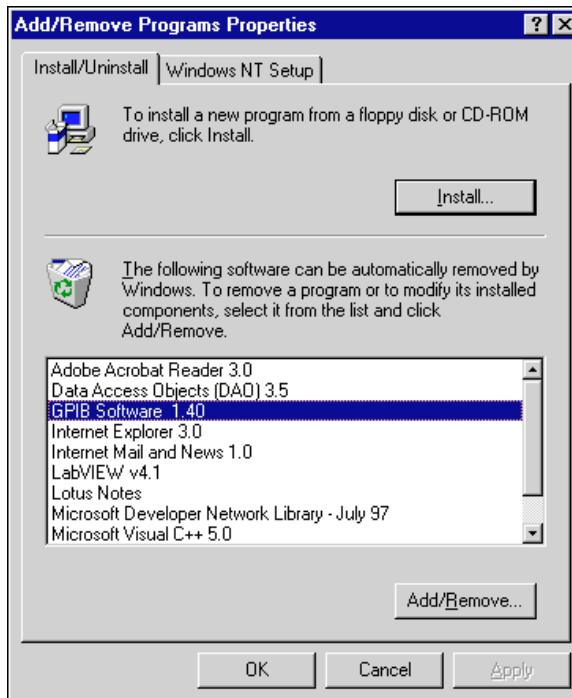 Add/Remove Programs Properties
Install/Uninstall
Windows NT Setup
To install a new program from a floppy disk or CD-ROM
drive, click Install.
Install...
The following software can be automatically removed by
Windows. To remove a program or to modify its installed
components, select it from the list and click
Add/Remove.
Adobe Acrobat Reader 3.0
Data Access Objects (DAO) 3.5
GPIB Software  1.40
Internet Explorer 3.0
Internet Mail and News 1.0
LabVIEW v4.1
Lotus Notes
Microsoft Developer Network Library - July 97
Microsoft Visual C++ 5.0
Add/Remove...
OK
Cancel
Apply